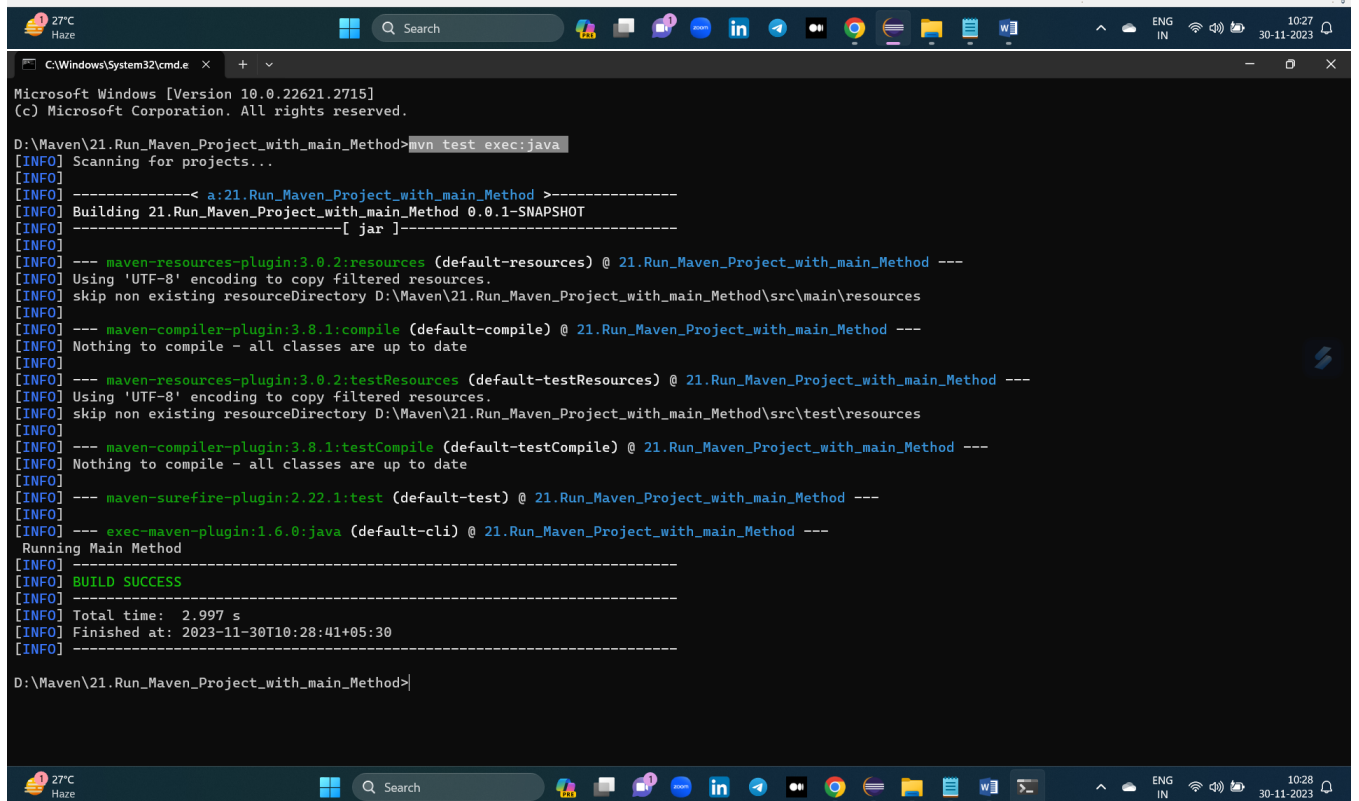 27°C
Haze
Search
zoom
ENG
IN
10:27
30-11-2023
C:\Windows\System32\cmd.e
Microsoft Windows [Version 10.0.22621.2715]
(c) Microsoft Corporation. All rights reserved.
D:\Maven\21.Run_Maven_Project_with_main_Method>mvn test exec:java
[INFO] Scanning for projects...
[INFO]
[INFO] --------------< a:21.Run_Maven_Project_with_main_Method >---------------
[INFO] Building 21.Run_Maven_Project_with_main_Method 0.0.1-SNAPSHOT
[INFO] --------------------------------[ jar ]---------------------------------
[INFO]
[INFO] --- maven-resources-plugin:3.0.2:resources (default-resources) @ 21.Run_Maven_Project_with_main_Method ---
[INFO] Using 'UTF-8' encoding to copy filtered resources.
[INFO] skip non existing resourceDirectory D:\Maven\21.Run_Maven_Project_with_main_Method\src\main\resources
[INFO]
[INFO] --- maven-compiler-plugin:3.8.1:compile (default-compile) @ 21.Run_Maven_Project_with_main_Method ---
[INFO] Nothing to compile - all classes are up to date
[INFO]
[INFO] --- maven-resources-plugin:3.0.2:testResources (default-testResources) @ 21.Run_Maven_Project_with_main_Method ---
[INFO] Using 'UTF-8' encoding to copy filtered resources.
[INFO] skip non existing resourceDirectory D:\Maven\21.Run_Maven_Project_with_main_Method\src\test\resources
[INFO]
[INFO] --- maven-compiler-plugin:3.8.1:testCompile (default-testCompile) @ 21.Run_Maven_Project_with_main_Method ---
[INFO] Nothing to compile - all classes are up to date
[INFO]
[INFO] --- maven-surefire-plugin:2.22.1:test (default-test) @ 21.Run_Maven_Project_with_main_Method ---
[INFO]
[INFO] --- exec-maven-plugin:1.6.0:java (default-cli) @ 21.Run_Maven_Project_with_main_Method ---
Running Main Method
[INFO] ------------------------------------------------------------------------
[INFO] BUILD SUCCESS
[INFO] ------------------------------------------------------------------------
[INFO] Total time:  2.997 s
[INFO] Finished at: 2023-11-30T10:28:41+05:30
[INFO] ------------------------------------------------------------------------
D:\Maven\21.Run_Maven_Project_with_main_Method>
27°C
Haze
Search
zoom
ENG
IN
10:28
30-11-2023